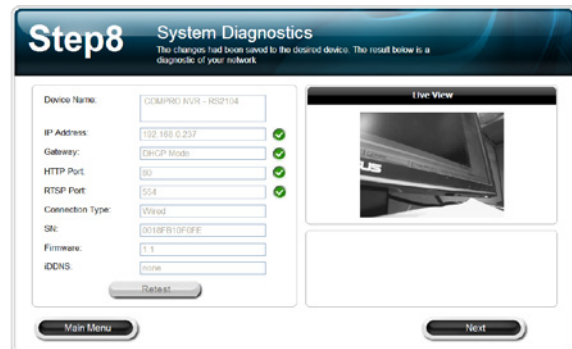 Step8
System Diagnostics
The changes had been saved to the desired device. The result below is a
diagnostic of your network
Device Name: COMPRO NVR - RS2104
IP Address: 192.168.0.237
Gateway: DHCP Mode
HTTP Port: 80
RTSP Port: 554
Connection Type: Wired
SN: 0018FB10F0FE
Firmware: 1.1
iDDNS: none
Retest
Live View
Main Menu
Next